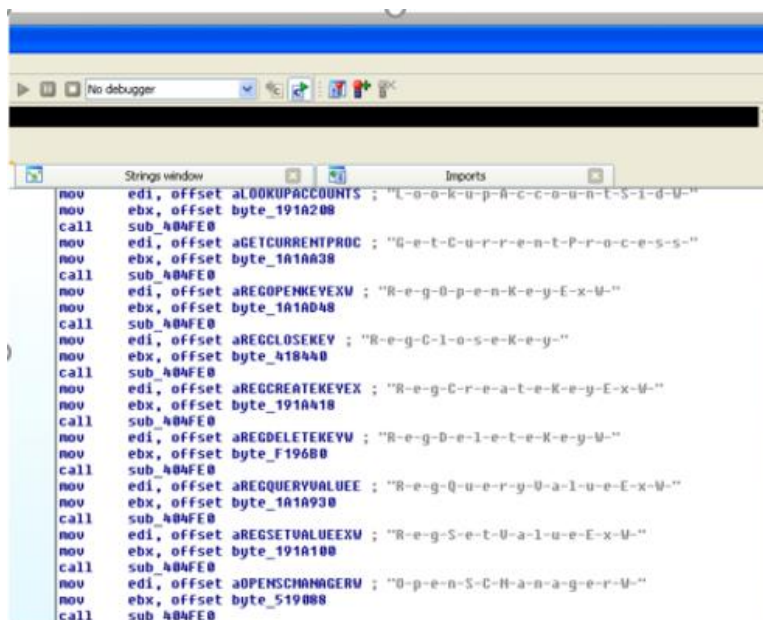 No debugger
Strings window Imports
mov edi, offset aLOOKUPACCOUNTS ; "L-o-o-k-u-p-A-c-c-o-u-n-t-S-i-d-W-"
mov ebx, offset byte_191A208
call sub_404FE0
mov edi, offset aGETCURRENTPROC ; "G-e-t-C-u-r-r-e-n-t-P-r-o-c-e-s-s-"
mov ebx, offset byte_1A1AA38
call sub_404FE0
mov edi, offset aREGOPENKEYEXW ; "R-e-g-O-p-e-n-K-e-y-E-x-W-"
mov ebx, offset byte_1A1AD48
call sub_404FE0
mov edi, offset aREGCLOSEKEY ; "R-e-g-C-l-o-s-e-K-e-y-"
mov ebx, offset byte_418440
call sub_404FE0
mov edi, offset aREGCREATEKEYEX ; "R-e-g-C-r-e-a-t-e-K-e-y-E-x-W-"
mov ebx, offset byte_191A418
call sub_404FE0
mov edi, offset aREGDELETEKEYW ; "R-e-g-D-e-l-e-t-e-K-e-y-W-"
mov ebx, offset byte_F196B0
call sub_404FE0
mov edi, offset aREGQUERYVALUEE ; "R-e-g-Q-u-e-r-y-V-a-l-u-e-E-x-W-"
mov ebx, offset byte_1A1A930
call sub_404FE0
mov edi, offset aREGSETVALUEEXW ; "R-e-g-S-e-t-V-a-l-u-e-E-x-W-"
mov ebx, offset byte_191A100
call sub_404FE0
mov edi, offset aOPENSCMANAGERW ; "O-p-e-n-S-C-M-a-n-a-g-e-r-W-"
mov ebx, offset byte_519088
call sub_404FE0